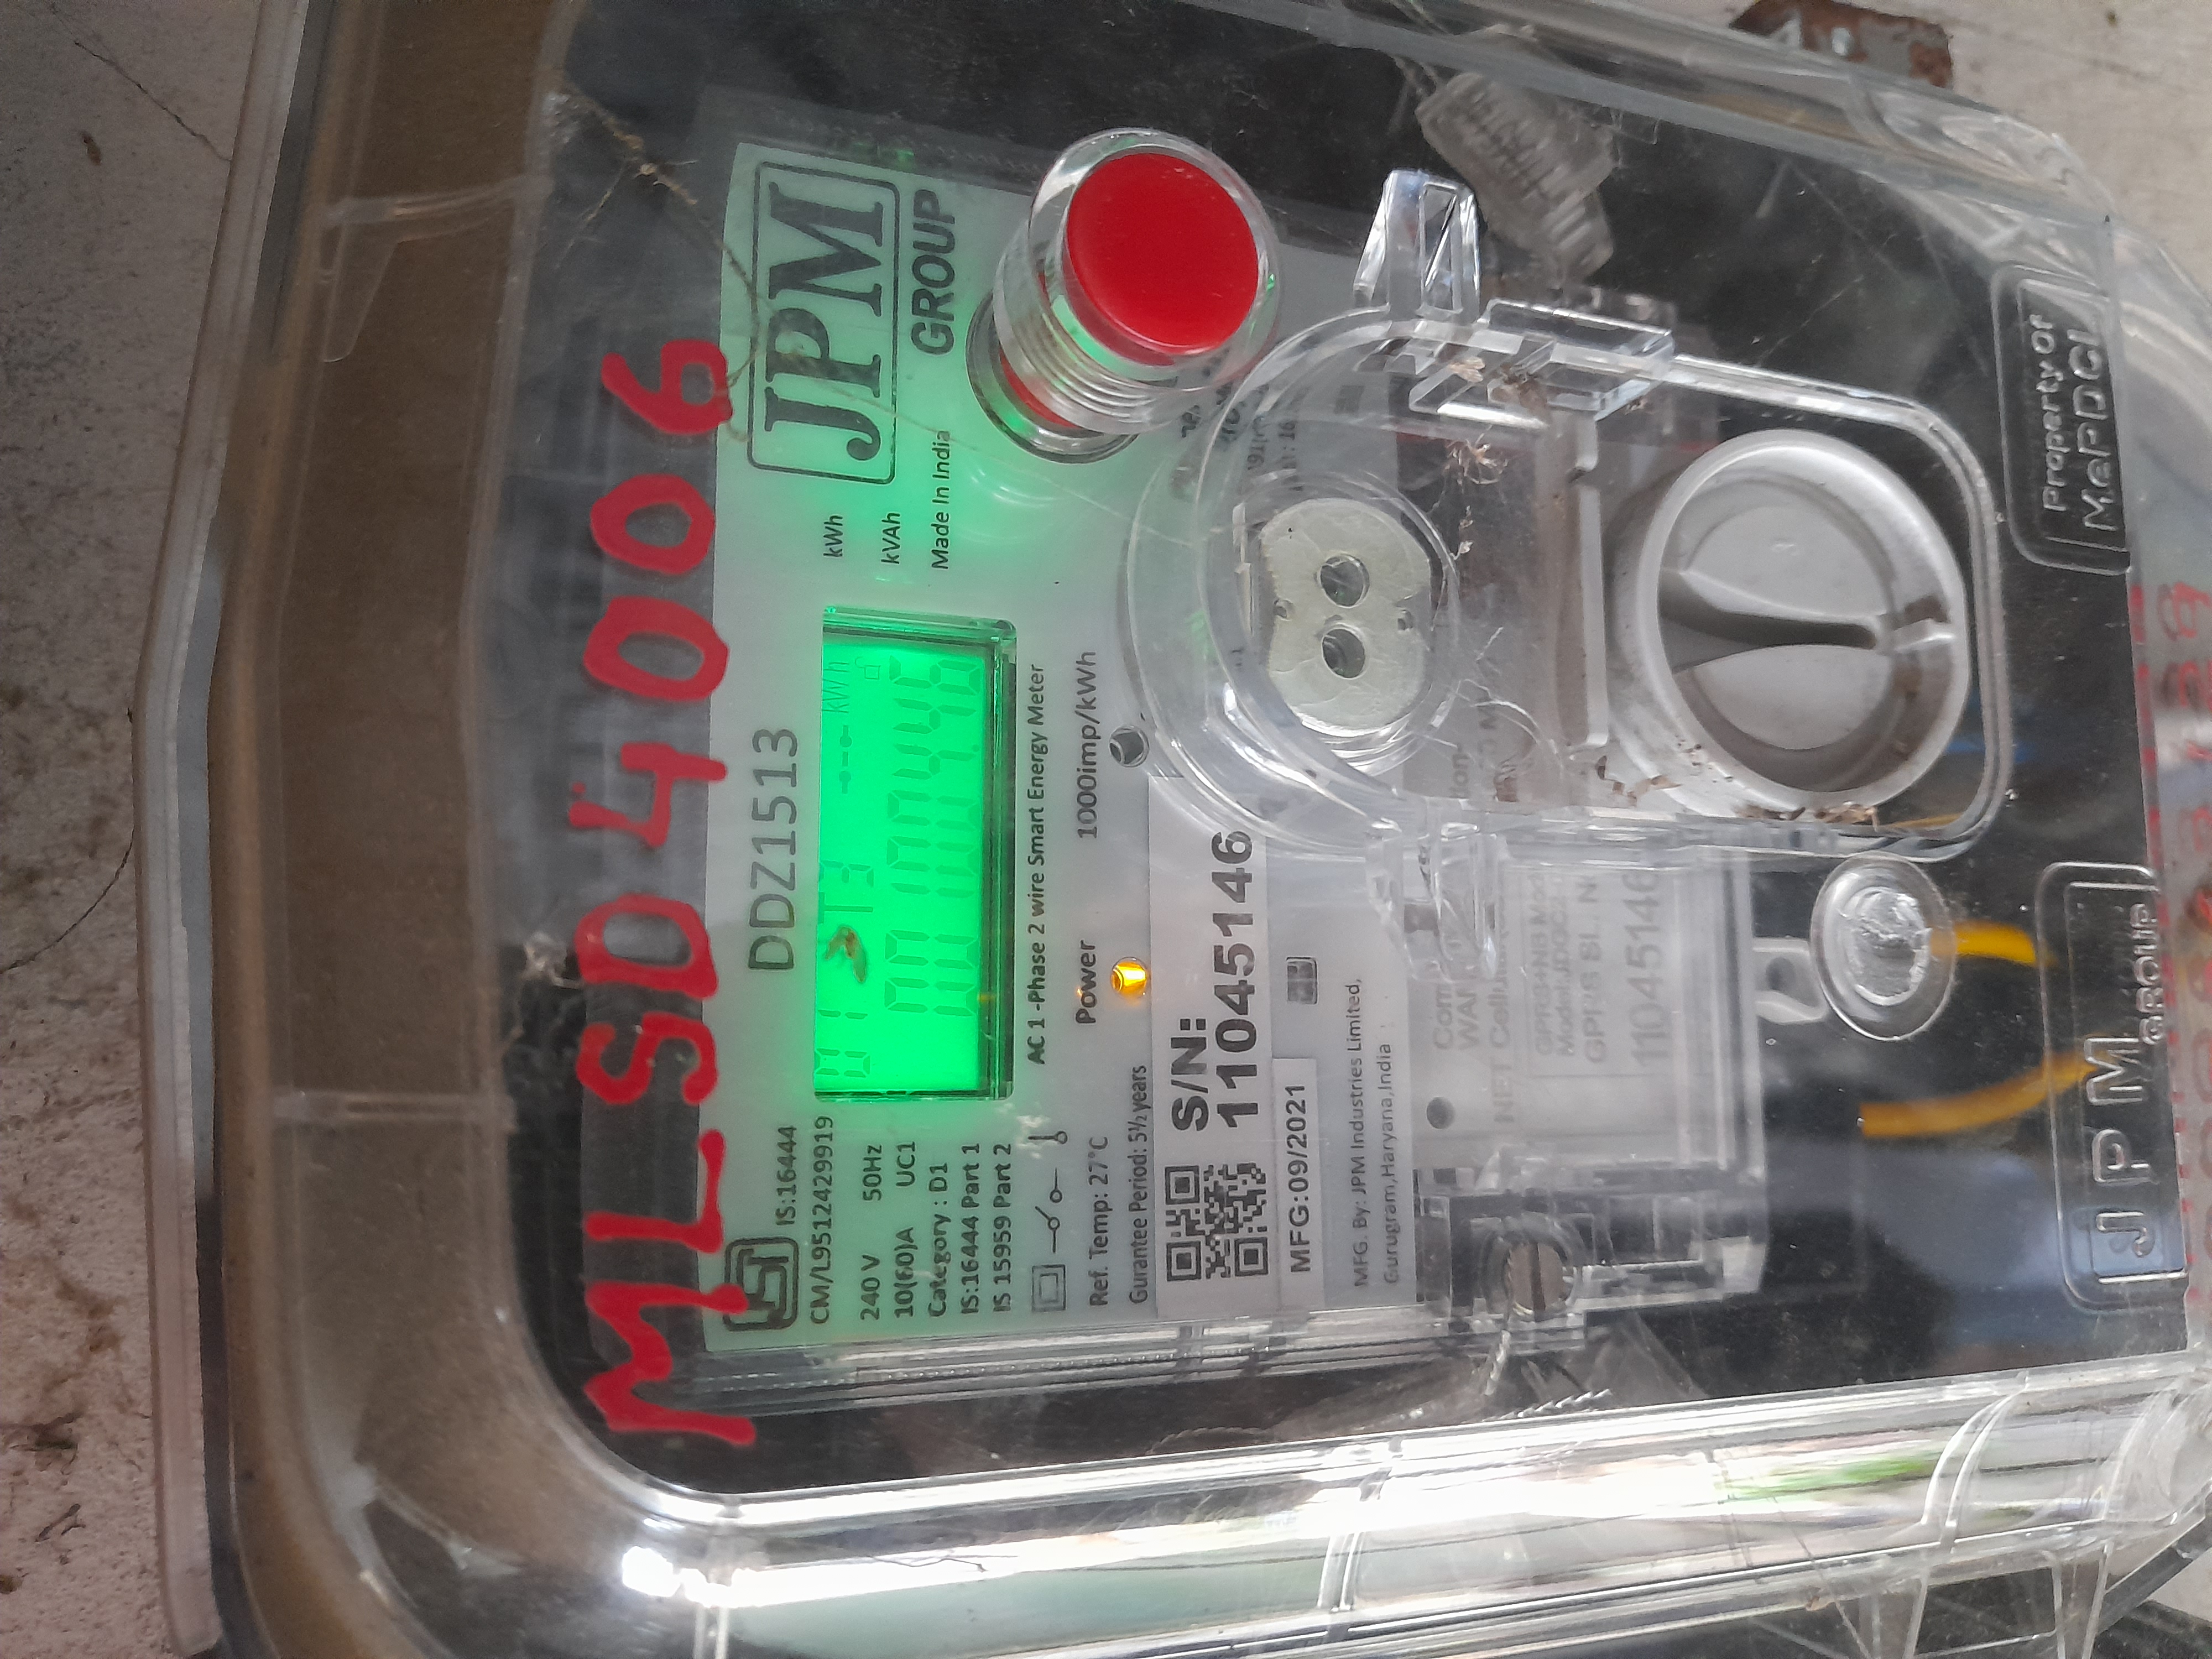 MLSD4006
IS:16444
CM/L9512429919
DDZ1513
JPM
GROUP
240 V 50Hz
10(60)A UC1
Category : D1
IS:16444 Part 1
IS 15959 Part 2
kWh
kWh
kVAh
Made In India
AC 1 -Phase 2 wire Smart Energy Meter
Ref. Temp: 27°C
Power
1000imp/kWh
Gurantee Period: 5½ years
S/N:
11045146
MFG:09/2021
MFG. By: JPM Industries Limited,
Gurugram,Haryana,India
11045146
Property of
MePDCL
JPM
GROUP